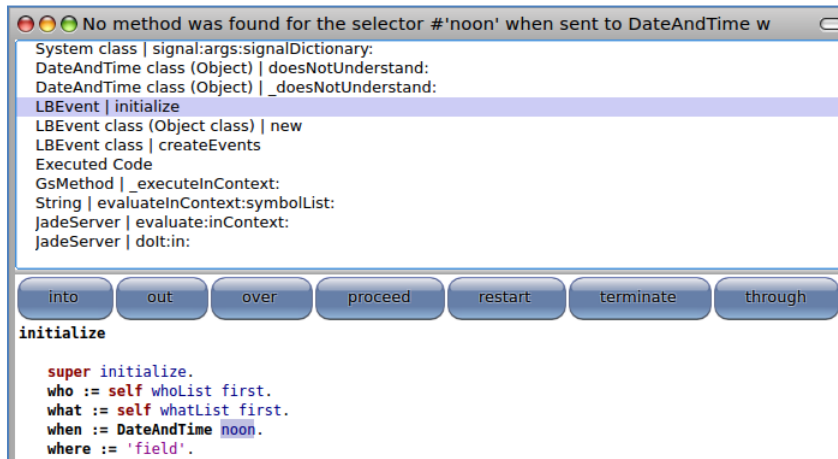 No method was found for the selector #'noon' when sent to DateAndTime w
System class | signal:args:signalDictionary:
DateAndTime class (Object) | doesNotUnderstand:
DateAndTime class (Object) | _doesNotUnderstand:
LBEvent | initialize
LBEvent class (Object class) | new
LBEvent class | createEvents
Executed Code
GsMethod | _executeInContext:
String | evaluateInContext:symbolList:
JadeServer | evaluate:inContext:
JadeServer | doIt:in:
into out over proceed restart terminate through
initialize
super initialize.
who := self whoList first.
what := self whatList first.
when := DateAndTime noon.
where := 'field'.